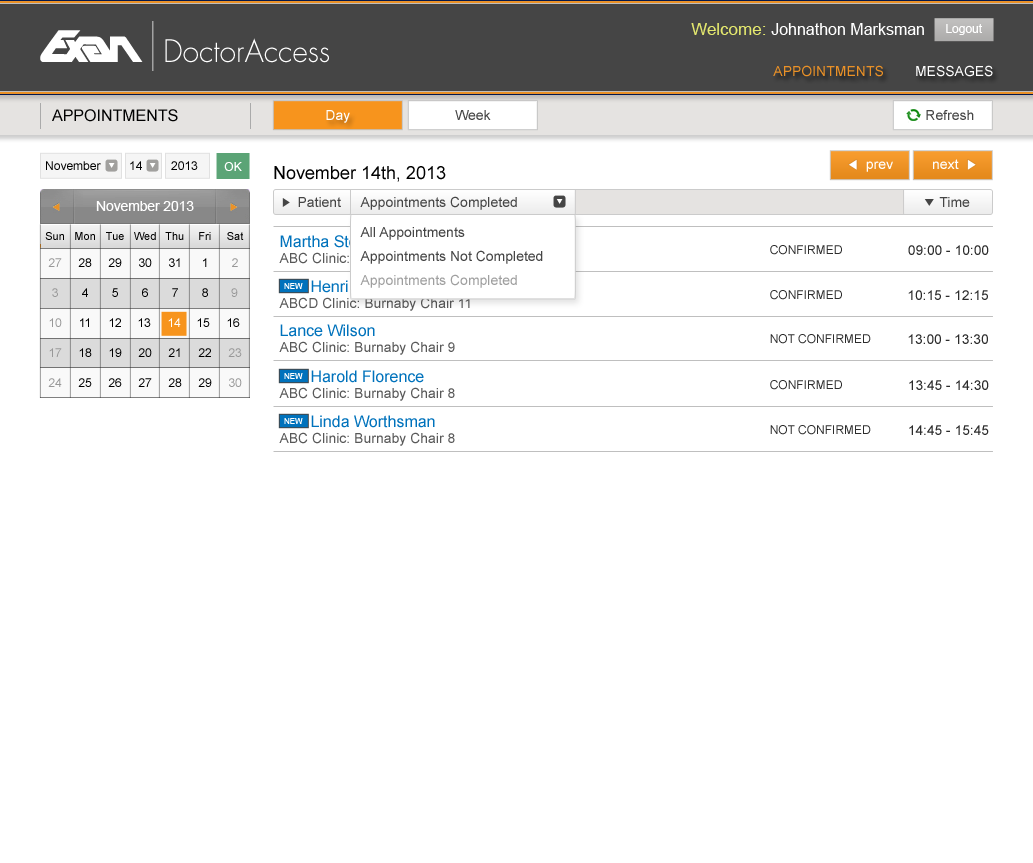 Exan DoctorAccess
Welcome: Johnathon Marksman Logout
APPOINTMENTS MESSAGES
APPOINTMENTS Day Week Refresh
November 14 2013 OK
November 2013
Sun Mon Tue Wed Thu Fri Sat
27 28 29 30 31 1 2
3 4 5 6 7 8 9
10 11 12 13 14 15 16
17 18 19 20 21 22 23
24 25 26 27 28 29 30
November 14th, 2013 prev next
Patient Appointments Completed Time
All Appointments
Appointments Not Completed
Appointments Completed
Martha
ABC Clinic: CONFIRMED 09:00 - 10:00
NEW Henri
ABCD Clinic: Burnaby Chair 11 CONFIRMED 10:15 - 12:15
Lance Wilson
ABC Clinic: Burnaby Chair 9 NOT CONFIRMED 13:00 - 13:30
NEW Harold Florence
ABC Clinic: Burnaby Chair 8 CONFIRMED 13:45 - 14:30
NEW Linda Worthsman
ABC Clinic: Burnaby Chair 8 NOT CONFIRMED 14:45 - 15:45